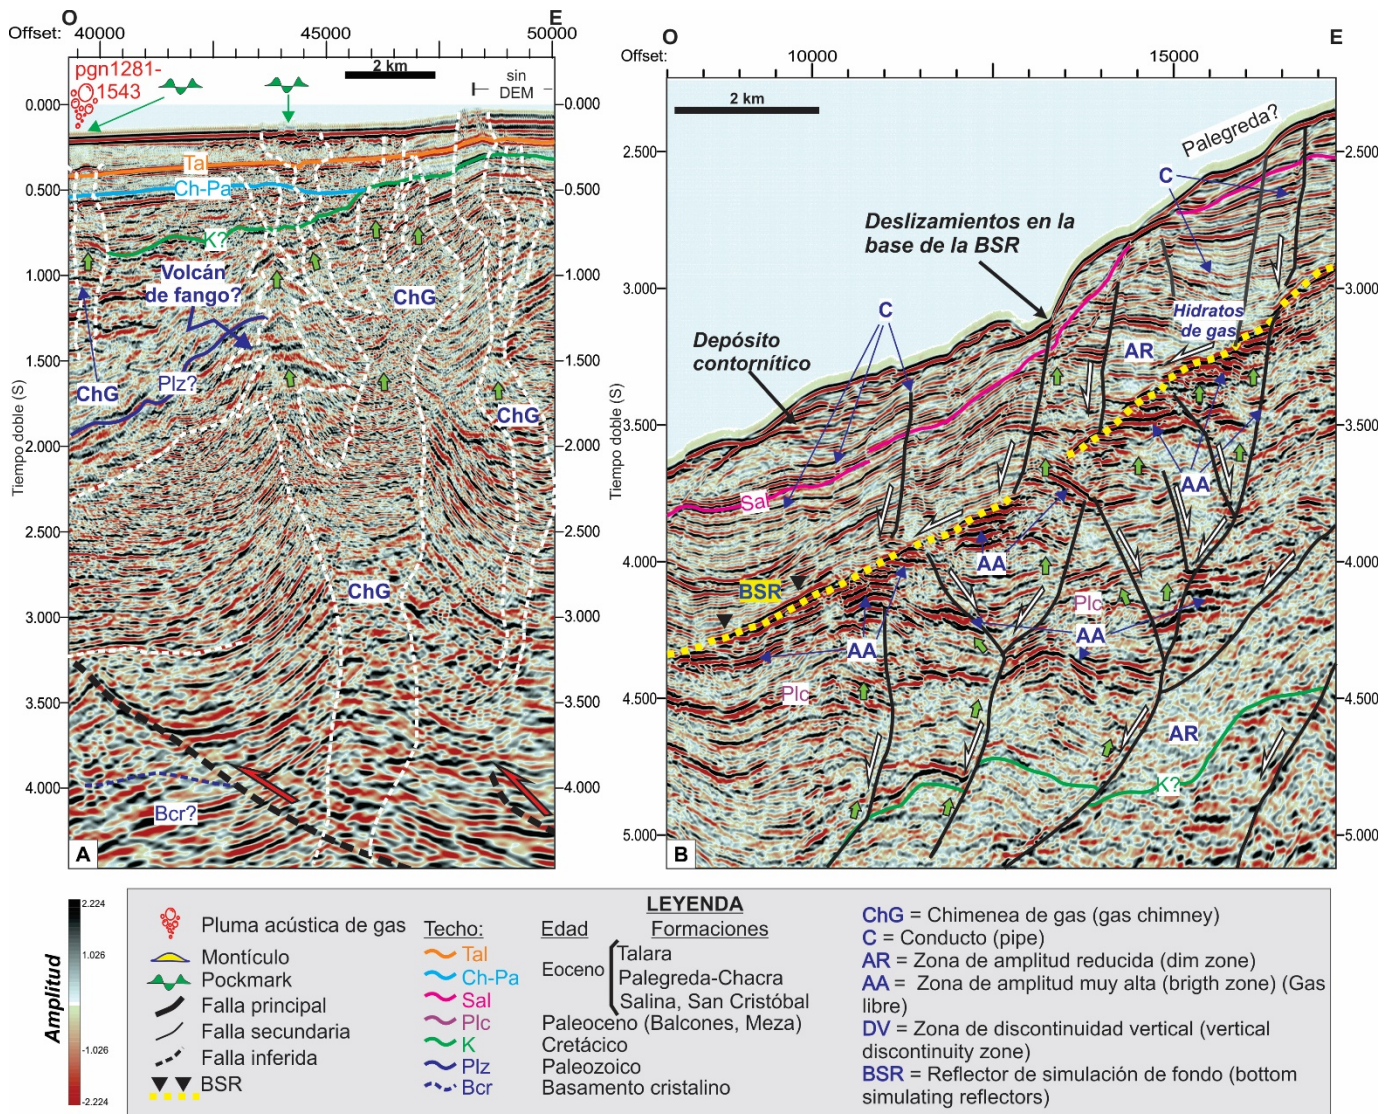 O
E
Offset:
40000
45000
50000
pgn1281-
1543
2 km
sin
DEM
0.000
0.500
1.000
1.500
2.000
2.500
3.000
3.500
4.000
0.000
0.500
1.000
1.500
2.000
2.500
3.000
3.500
4.000
Tiempo doble (S)
Tal
Ch-Pa
K?
Volcán
de fango?
ChG
Plz?
ChG
ChG
ChG
Bcr?
A
O
E
Offset:
10000
15000
2 km
Palegreda?
2.500
3.000
3.500
4.000
4.500
5.000
2.500
3.000
3.500
4.000
4.500
5.000
Tiempo doble (S)
C
Deslizamientos en la
base de la BSR
C
Hidratos
de gas
Depósito
contornítico
AR
Sal
AA
AA
BSR
Plc
AA
AA
Plc
AR
K?
B
Amplitud
2.224
1.026
-1.026
-2.224
LEYENDA
Pluma acústica de gas
Montículo
Pockmark
Falla principal
Falla secundaria
Falla inferida
BSR
Techo: Edad Formaciones
Tal Eoceno Talara
Ch-Pa Palegreda-Chacra
Sal Salina, San Cristóbal
Plc Paleoceno (Balcones, Meza)
K Cretácico
Plz Paleozoico
Bcr Basamento cristalino
ChG = Chimenea de gas (gas chimney)
C = Conducto (pipe)
AR = Zona de amplitud reducida (dim zone)
AA = Zona de amplitud muy alta (brigth zone) (Gas
libre)
DV = Zona de discontinuidad vertical (vertical
discontinuity zone)
BSR = Reflector de simulación de fondo (bottom
simulating reflectors)